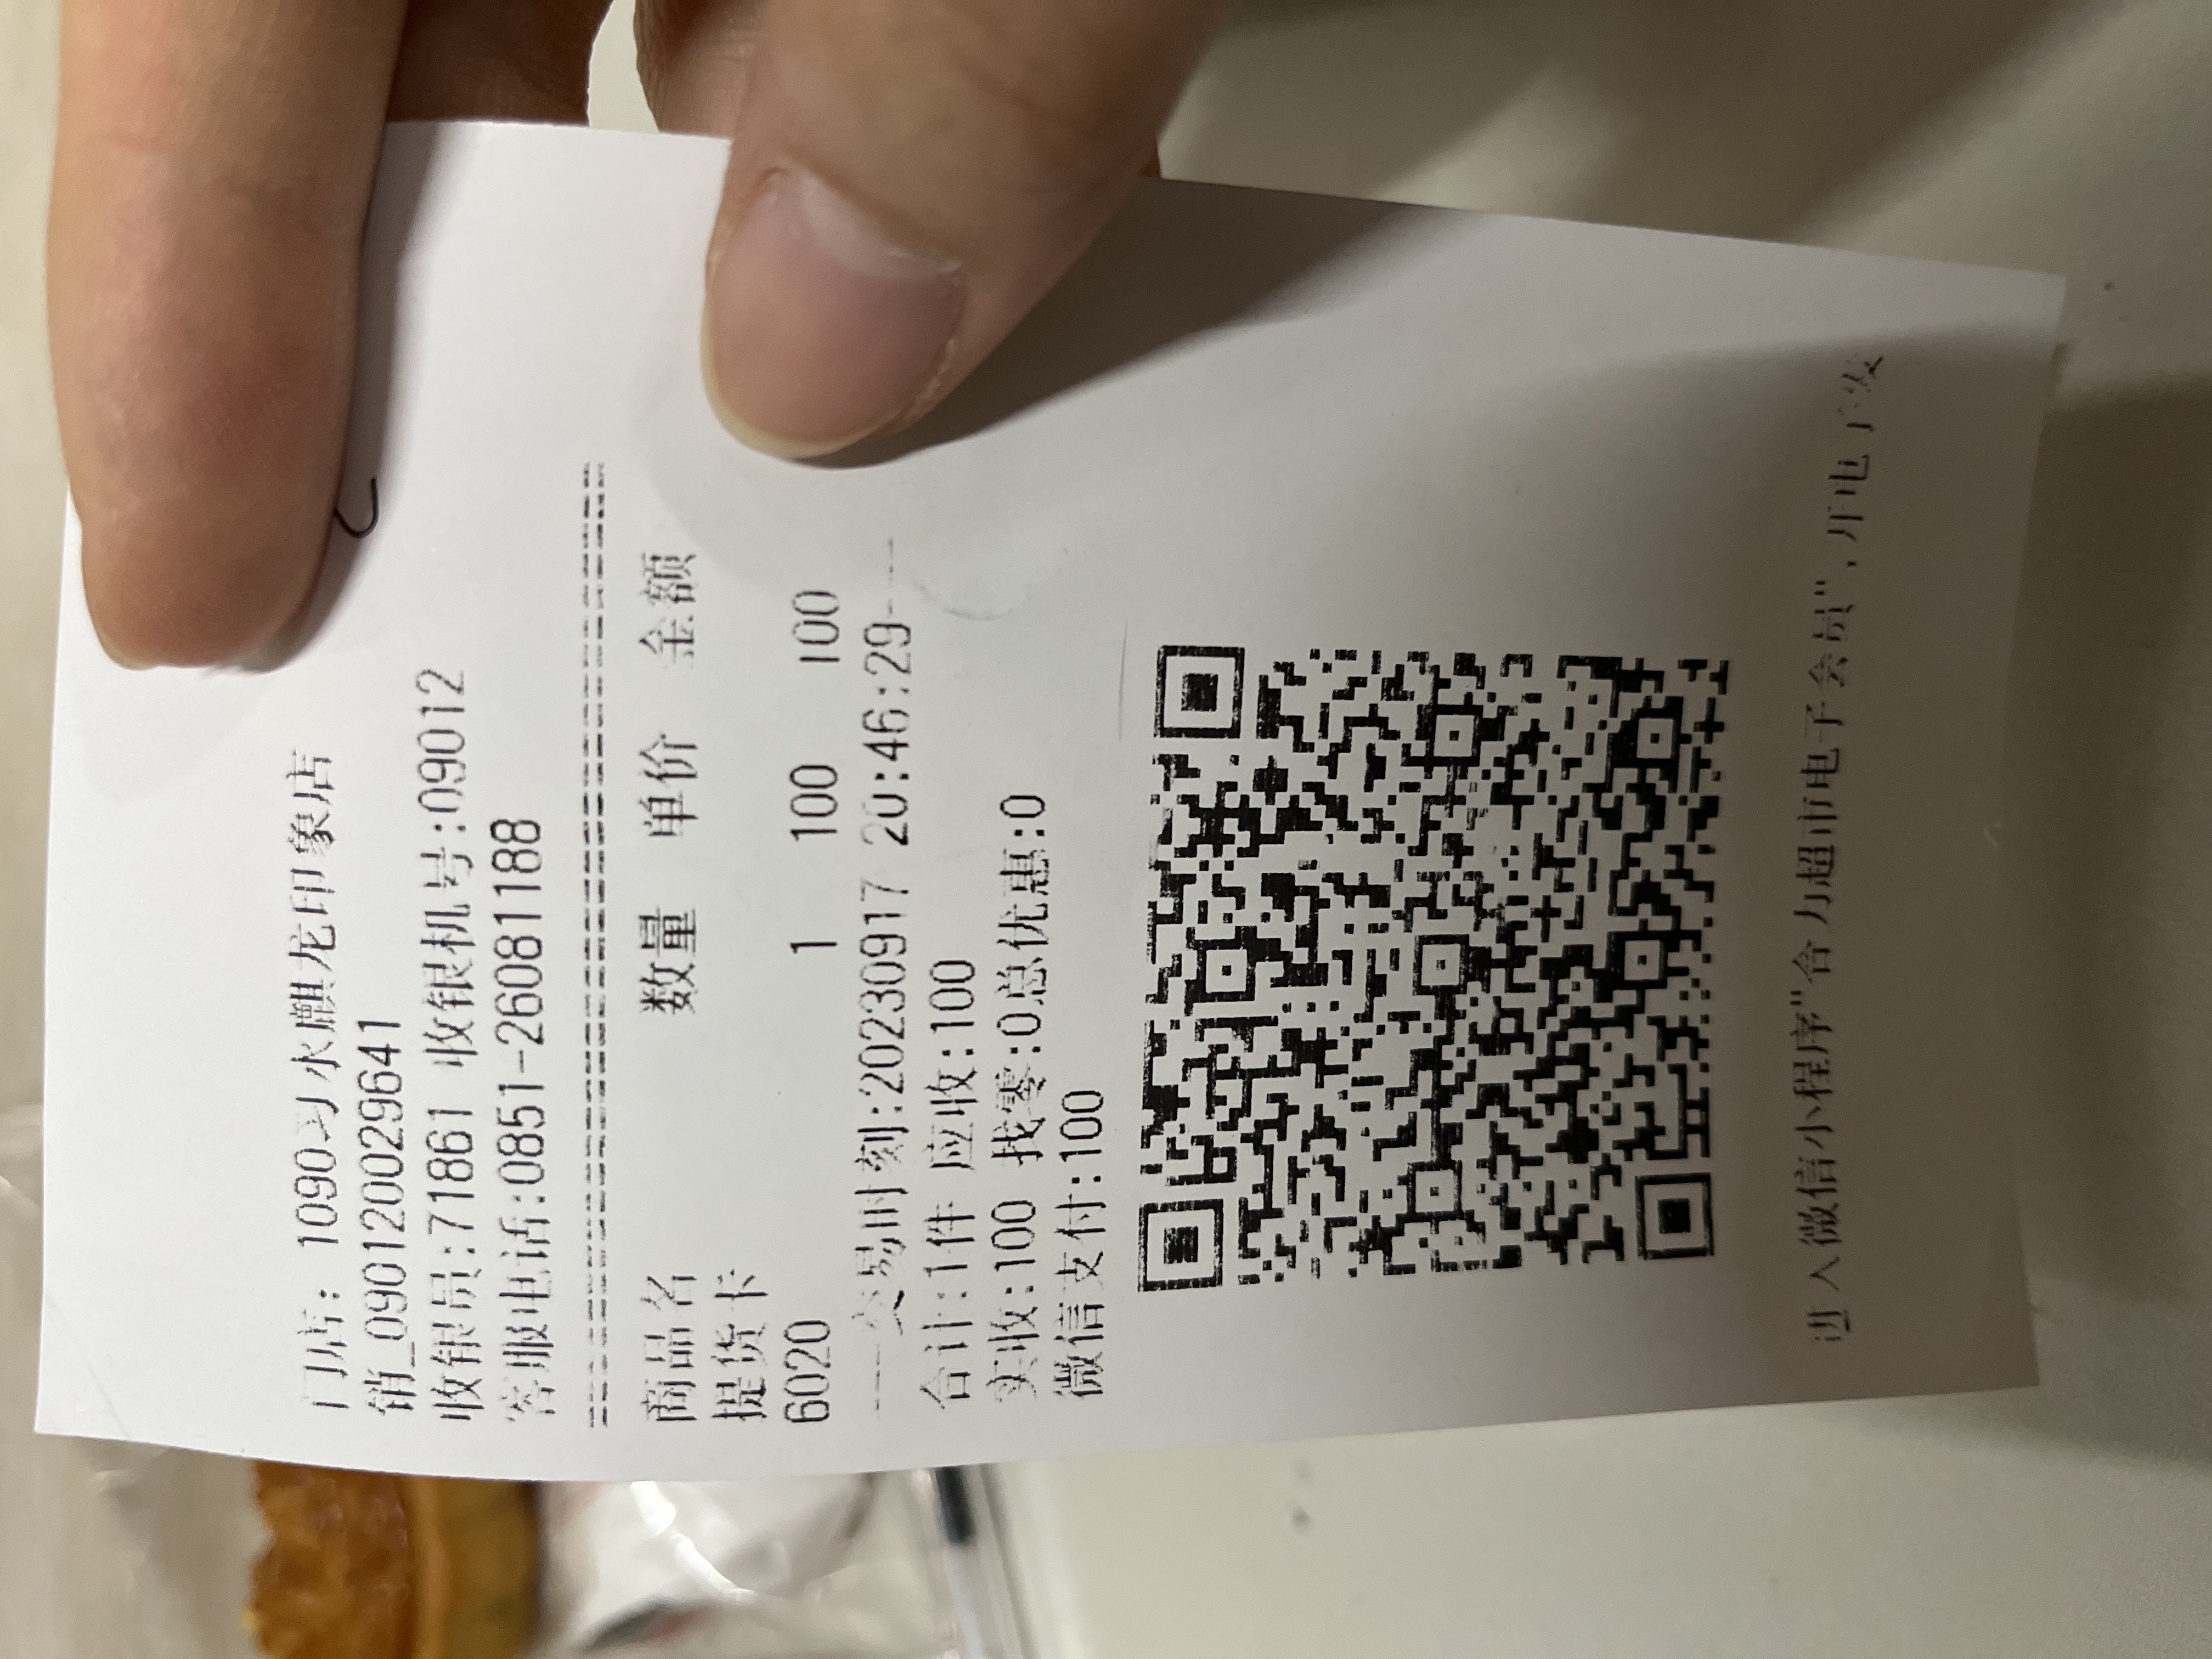 门店: 1090习水麒龙印象店
销_09012002964​1
收银员:71861 收银机号:09012
客服电话:0851-26081188
商品名 数量 单价 金额
提货卡
6020 1 100 100
----交易时刻:20230917 20:46:29----
合计:1件 应收:100
实收:100 找零:0总优惠:0
微信支付:100
进入微信小程序"合力超市电子会员",开电子发